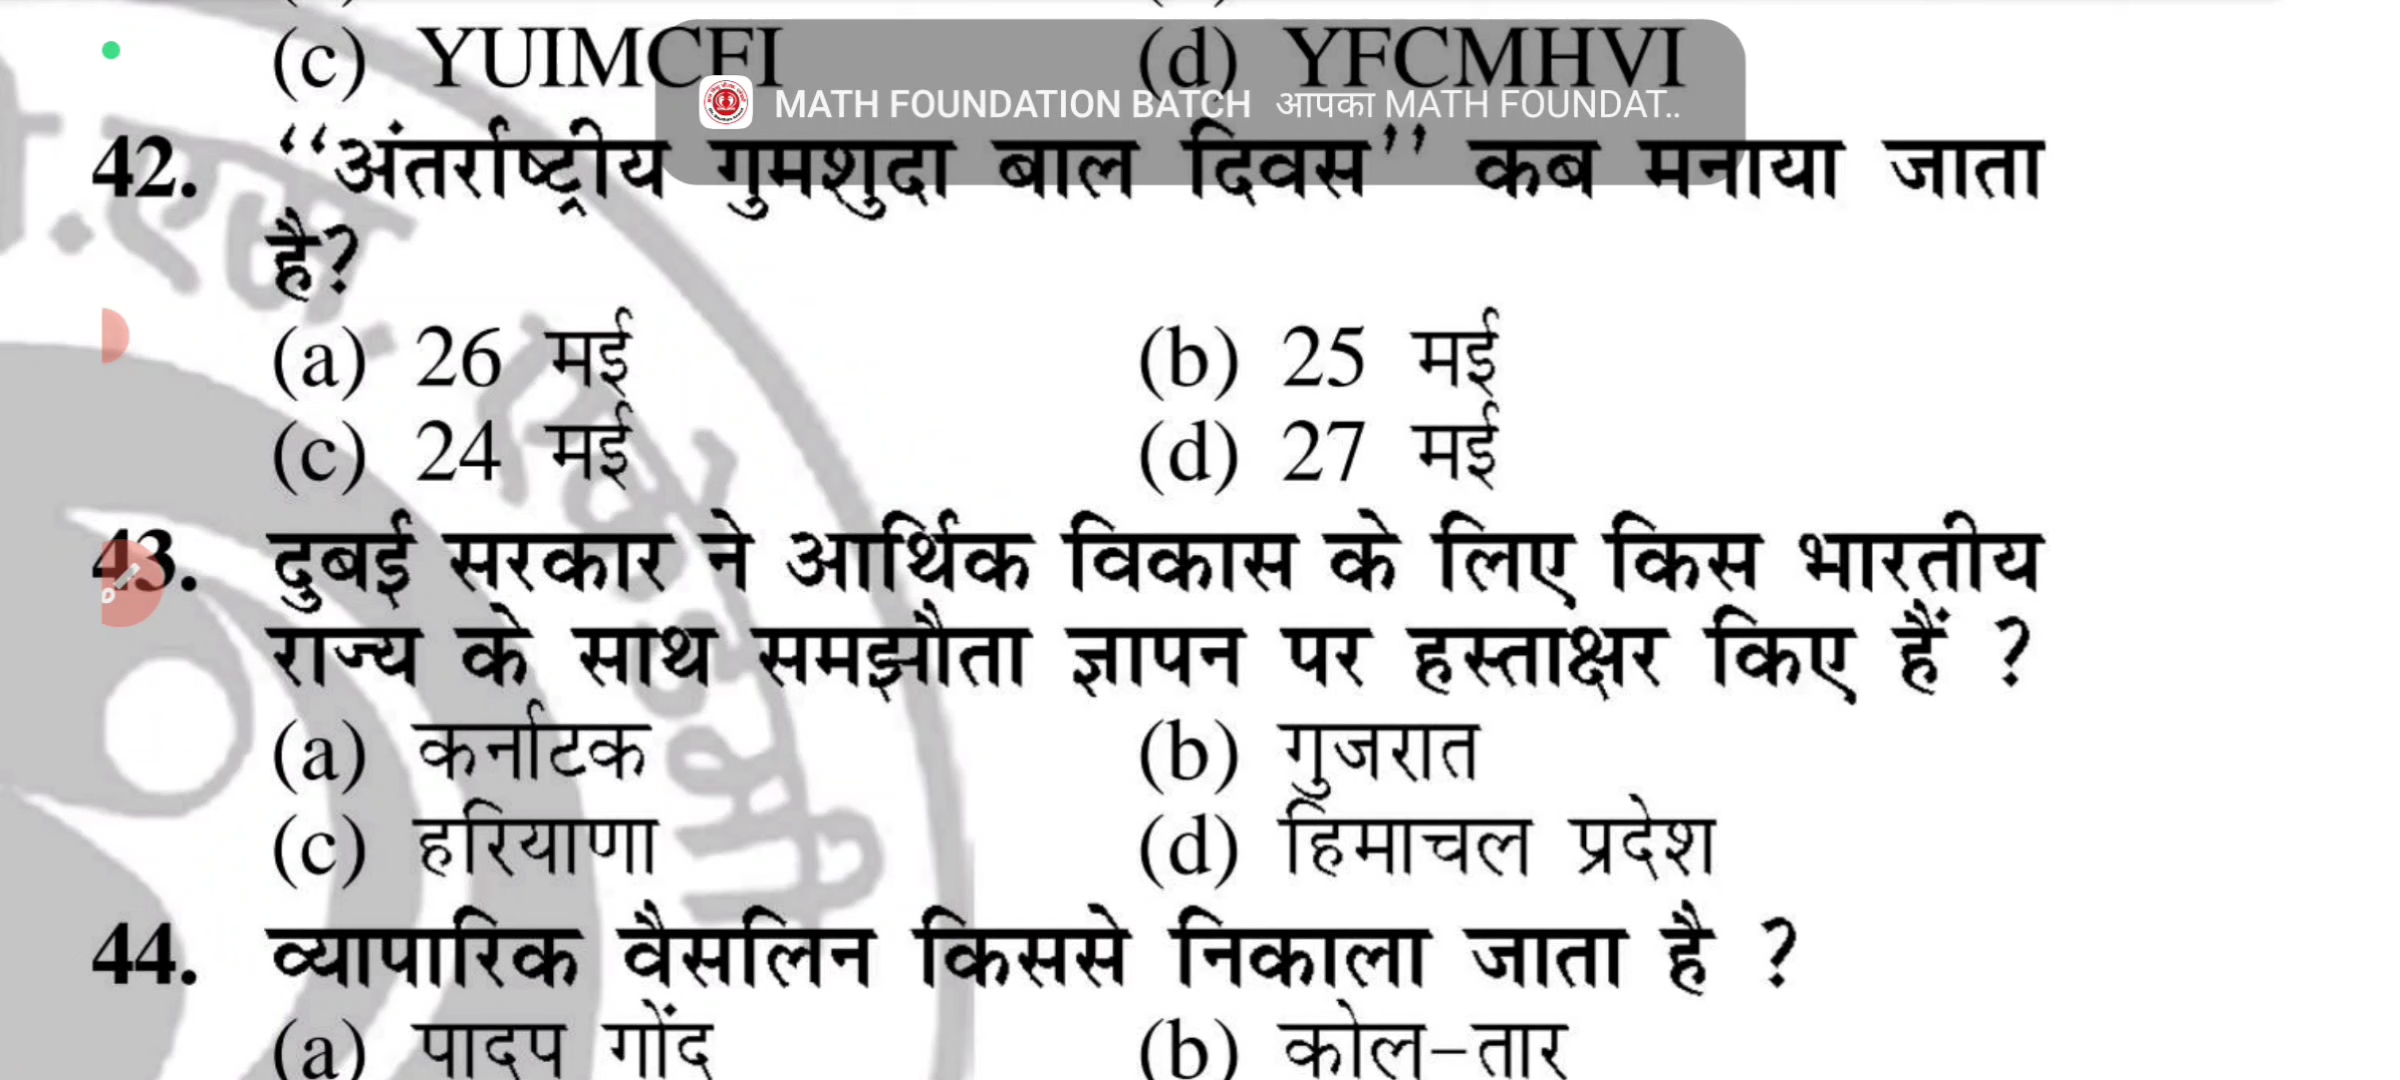 (c) YUIMCFI (d) YFCMHVI
MATH FOUNDATION BATCH आपका MATH FOUNDAT..
42. ‘‘अंतर्राष्ट्रीय गुमशुदा बाल दिवस’’ कब मनाया जाता
है?
(a) 26 मई (b) 25 मई
(c) 24 मई (d) 27 मई
43. दुबई सरकार ने आर्थिक विकास के लिए किस भारतीय
राज्य के साथ समझौता ज्ञापन पर हस्ताक्षर किए हैं ?
(a) कर्नाटक (b) गुजरात
(c) हरियाणा (d) हिमाचल प्रदेश
44. व्यापारिक वैसलिन किससे निकाला जाता है ?
(a) पादप गोंद (b) कोल-तार